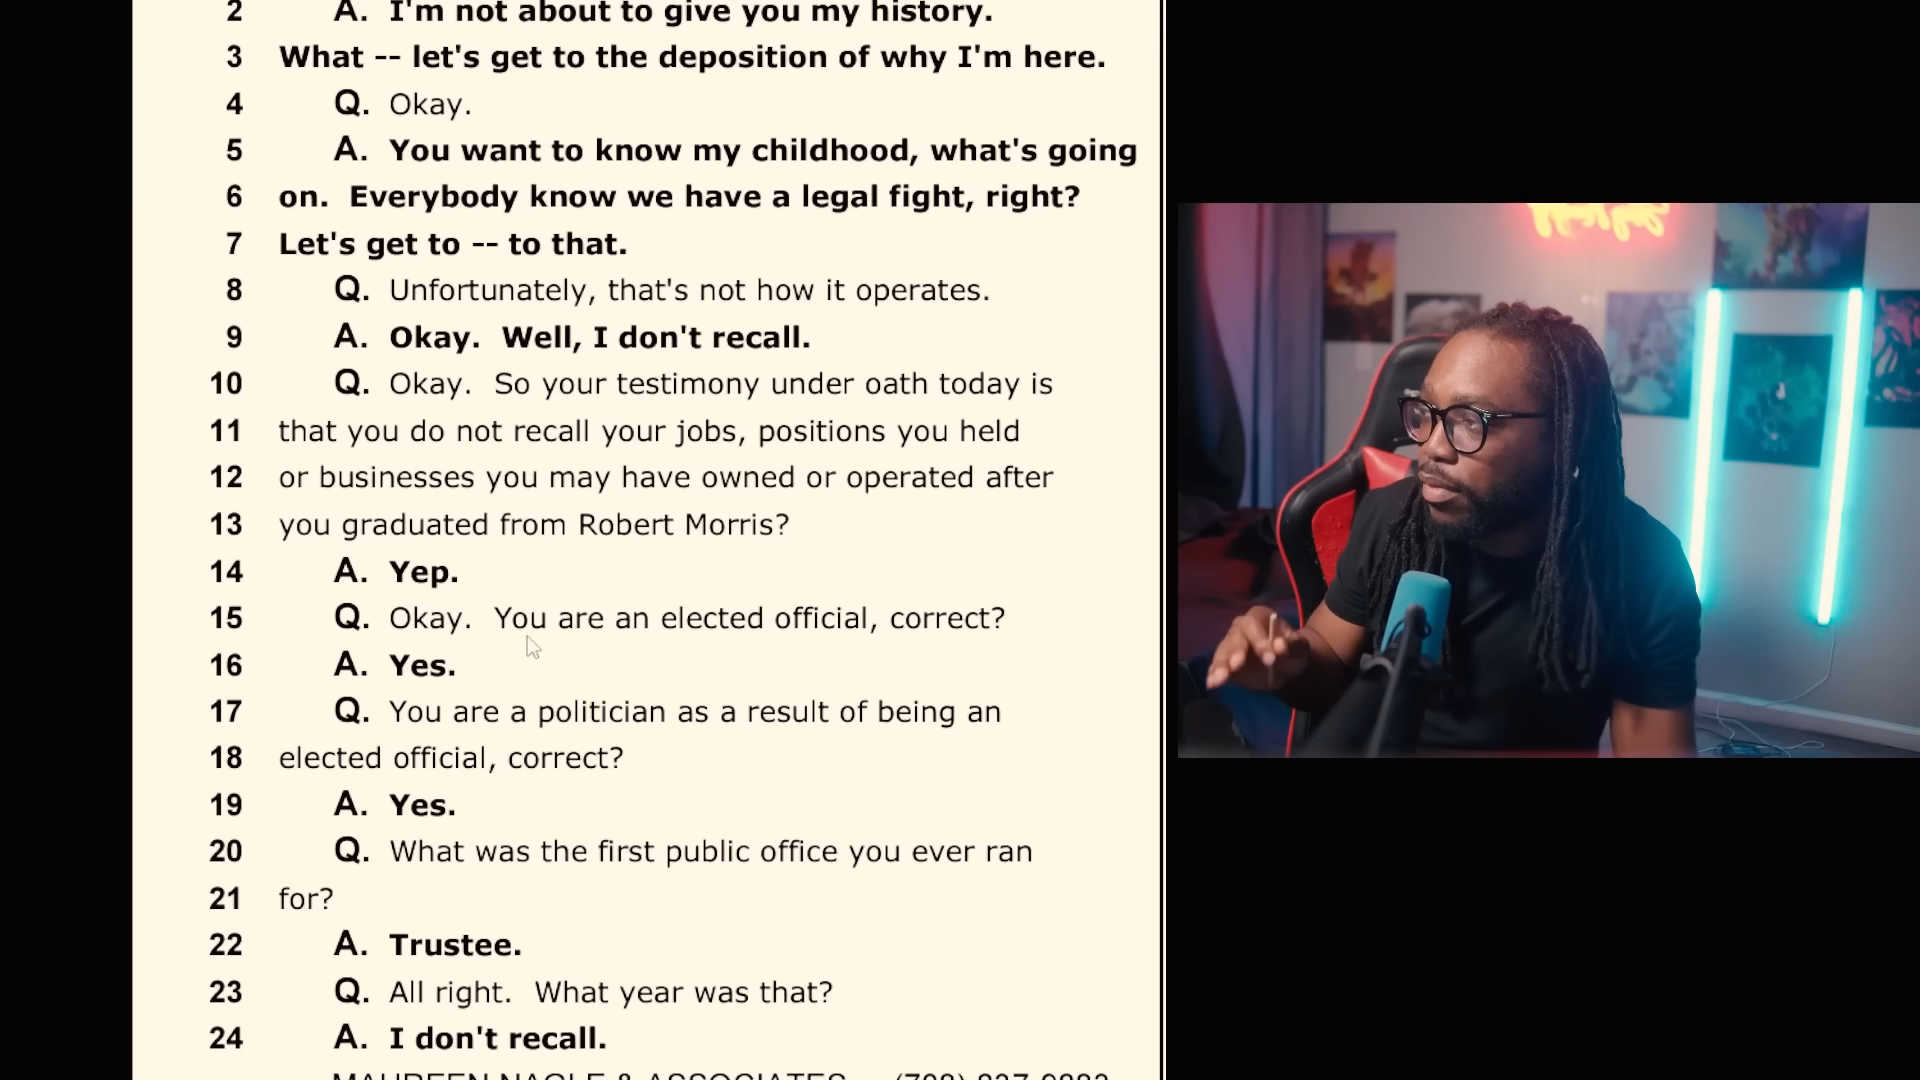 2 A. I'm not about to give you my history.
3 What -- let's get to the deposition of why I'm here.
4 Q. Okay.
5 A. You want to know my childhood, what's going
6 on. Everybody know we have a legal fight, right?
7 Let's get to -- to that.
8 Q. Unfortunately, that's not how it operates.
9 A. Okay. Well, I don't recall.
10 Q. Okay. So your testimony under oath today is
11 that you do not recall your jobs, positions you held
12 or businesses you may have owned or operated after
13 you graduated from Robert Morris?
14 A. Yep.
15 Q. Okay. You are an elected official, correct?
16 A. Yes.
17 Q. You are a politician as a result of being an
18 elected official, correct?
19 A. Yes.
20 Q. What was the first public office you ever ran
21 for?
22 A. Trustee.
23 Q. All right. What year was that?
24 A. I don't recall.
MAUREEN NAGLE & ASSOCIATES